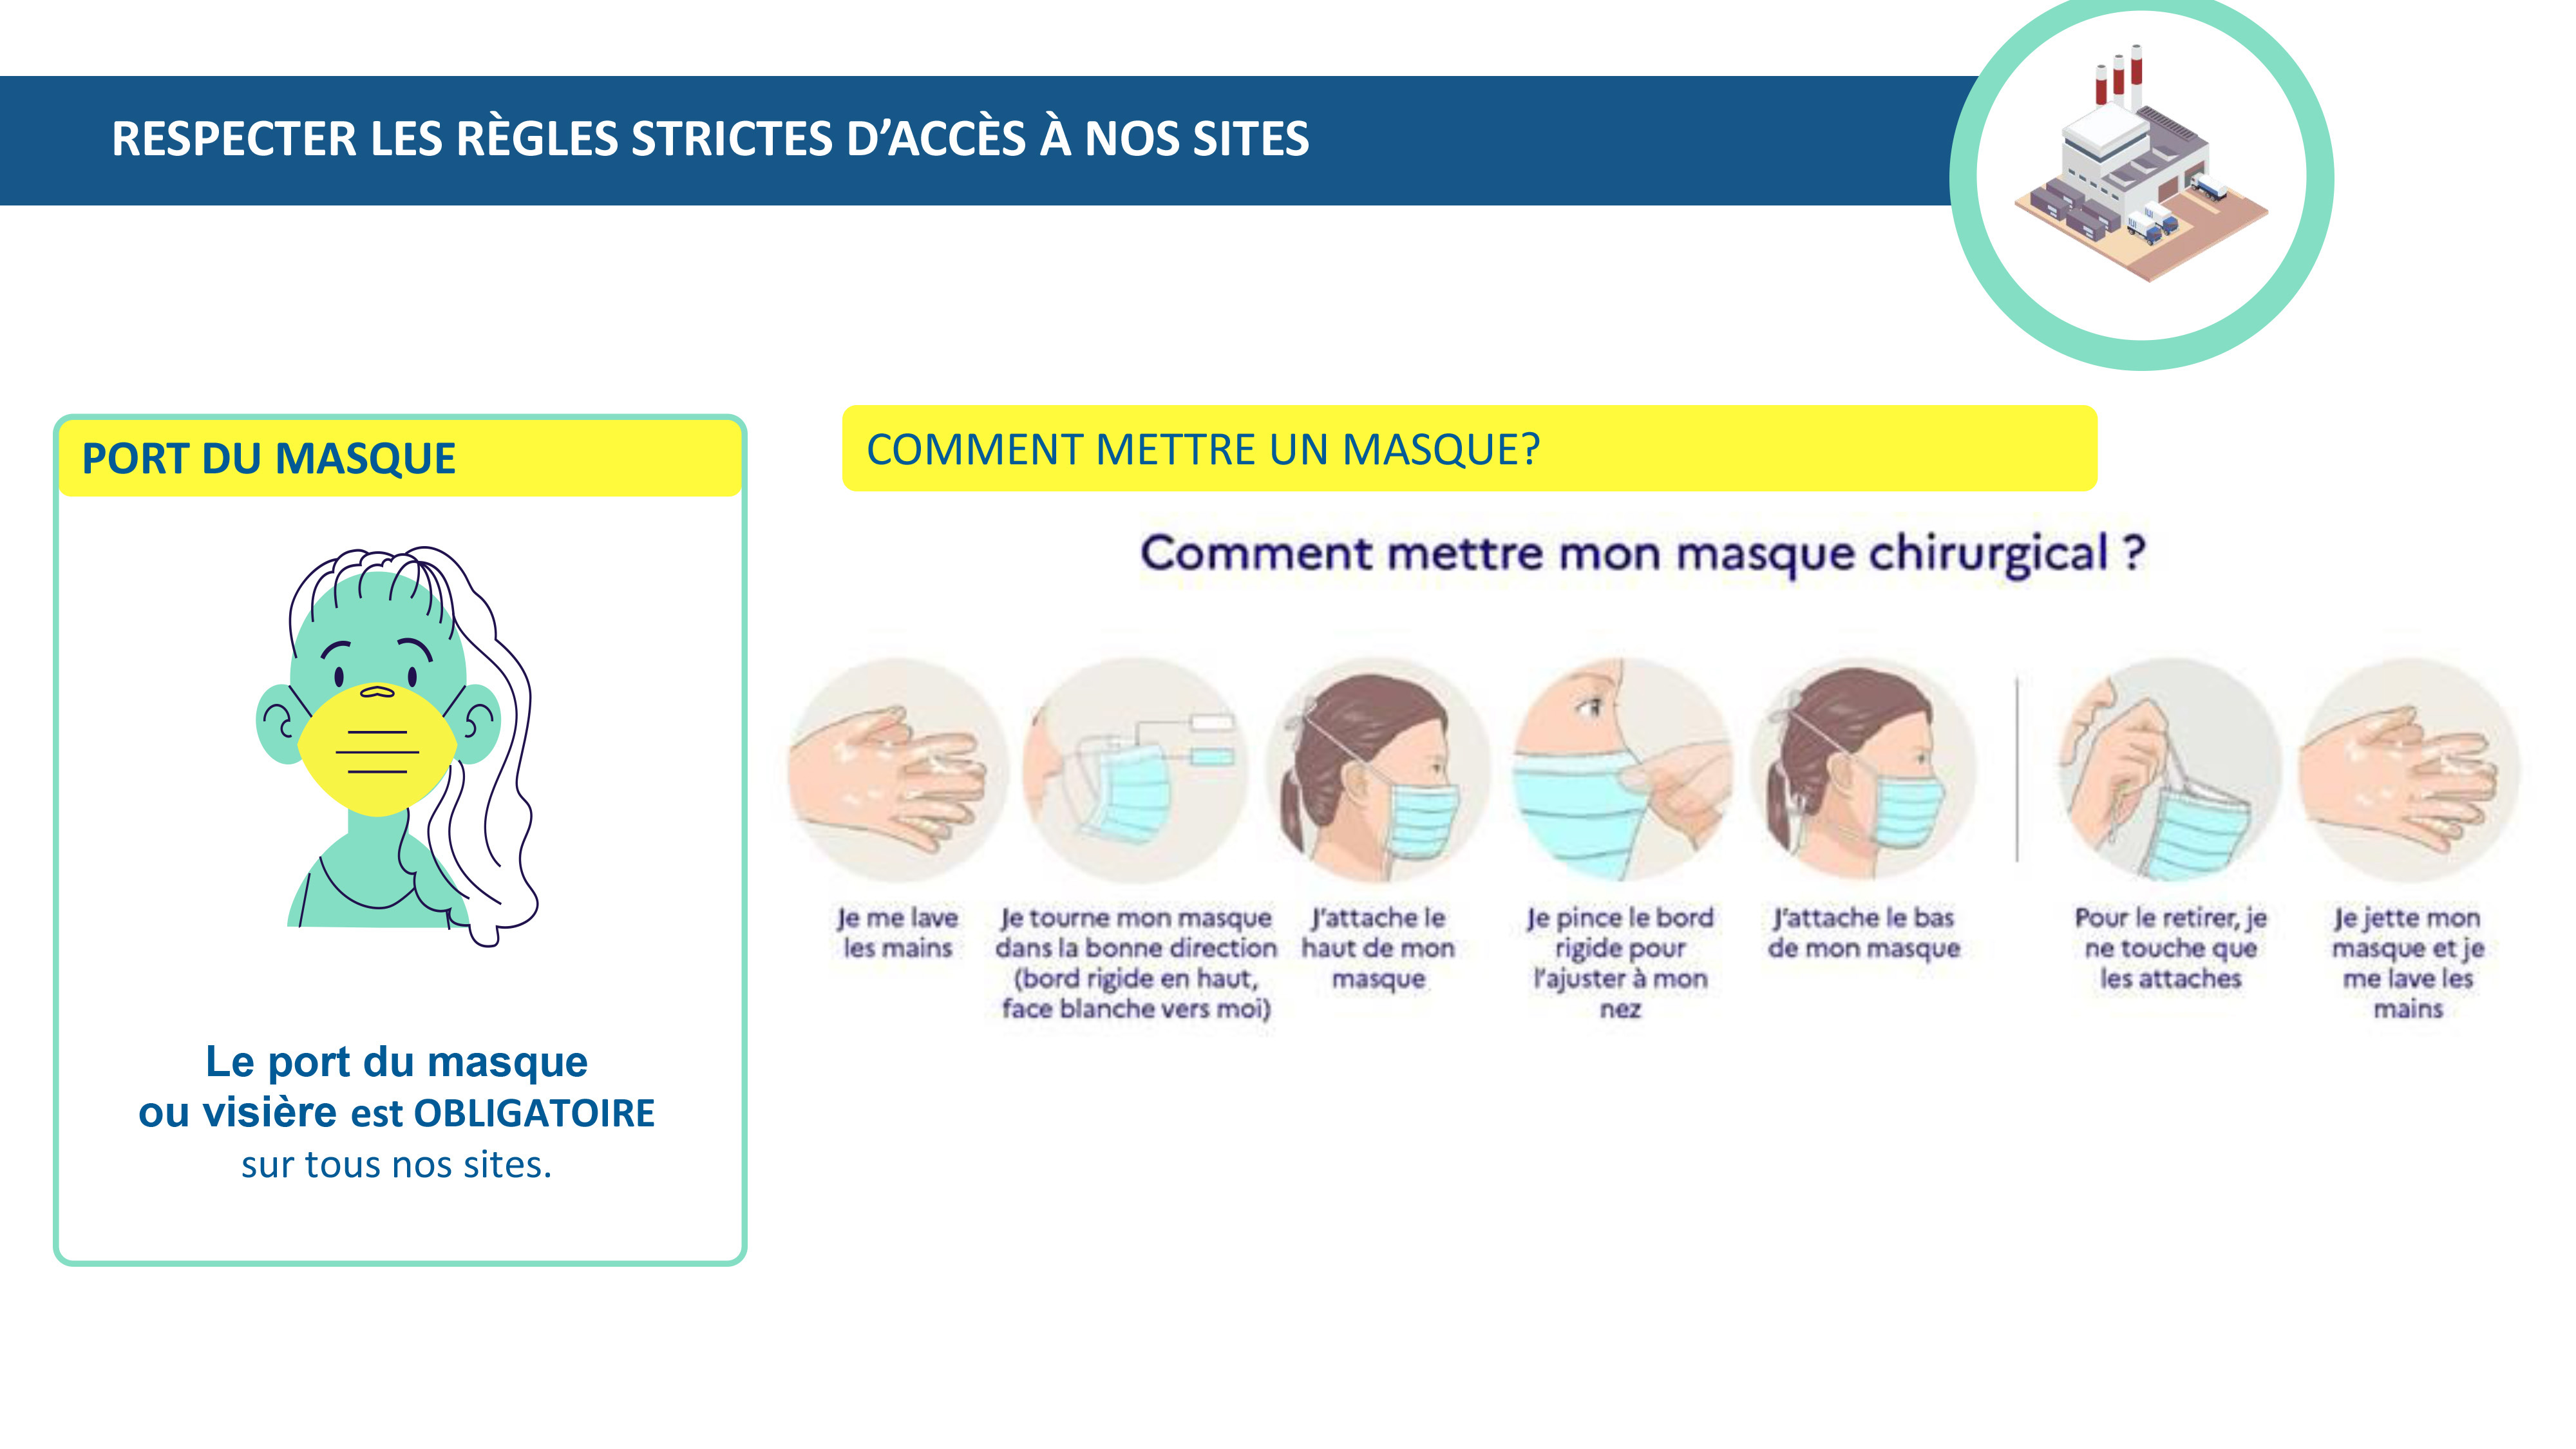 RESPECTER LES RÈGLES STRICTES D’ACCÈS À NOS SITES
PORT DU MASQUE
Le port du masque
ou visière est OBLIGATOIRE
sur tous nos sites.
COMMENT METTRE UN MASQUE?
Comment mettre mon masque chirurgical ?
Je me lave
les mains
Je tourne mon masque
dans la bonne direction
(bord rigide en haut,
face blanche vers moi)
J'attache le
haut de mon
masque
Je pince le bord
rigide pour
l'ajuster à mon
nez
J'attache le bas
de mon masque
Pour le retirer, je
ne touche que
les attaches
Je jette mon
masque et je
me lave les
mains